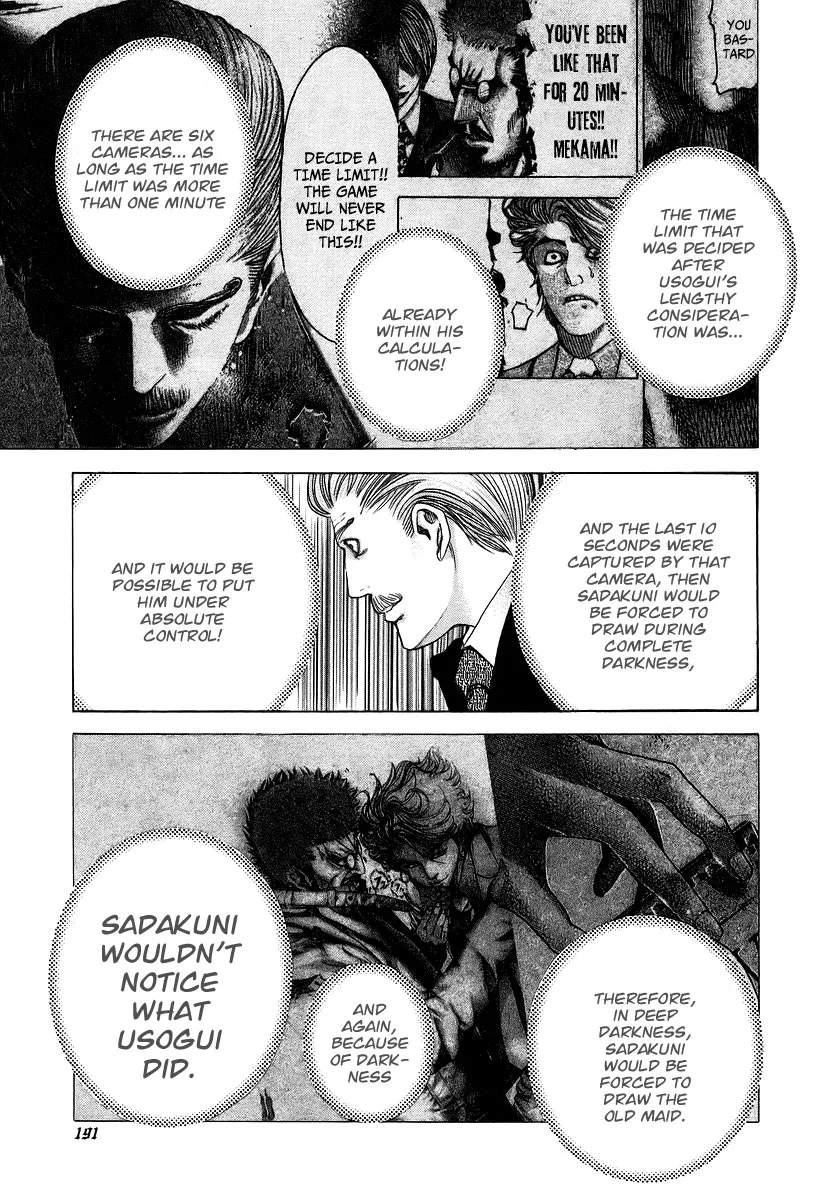 YOU
BAS-
TARD
YOU'VE BEEN
LIKE THAT
FOR 20 MIN-
UTES!!
MEKAMA!!
DECIDE A
TIME LIMIT!!
THE GAME
WILL NEVER
END LIKE
THIS!!
THE TIME
LIMIT THAT
WAS DECIDED
AFTER
USOGUI'S
LENGTHY
CONSIDERA-
TION WAS...
ALREADY
WITHIN HIS
CALCULA-
TIONS!
THERE ARE SIX
CAMERAS... AS
LONG AS THE TIME
LIMIT WAS MORE
THAN ONE MINUTE
AND THE LAST 10
SECONDS WERE
CAPTURED BY THAT
CAMERA, THEN
SADAKUNI WOULD
BE FORCED TO
DRAW DURING
COMPLETE
DARKNESS,
AND IT WOULD BE
POSSIBLE TO PUT
HIM UNDER
ABSOLUTE
CONTROL!
THEREFORE,
IN DEEP
DARKNESS,
SADAKUNI
WOULD BE
FORCED TO
DRAW THE
OLD MAID.
AND
AGAIN,
BECAUSE
OF DARK-
NESS
SADAKUNI
WOULDN'T
NOTICE
WHAT
USOGUI
DID.
191